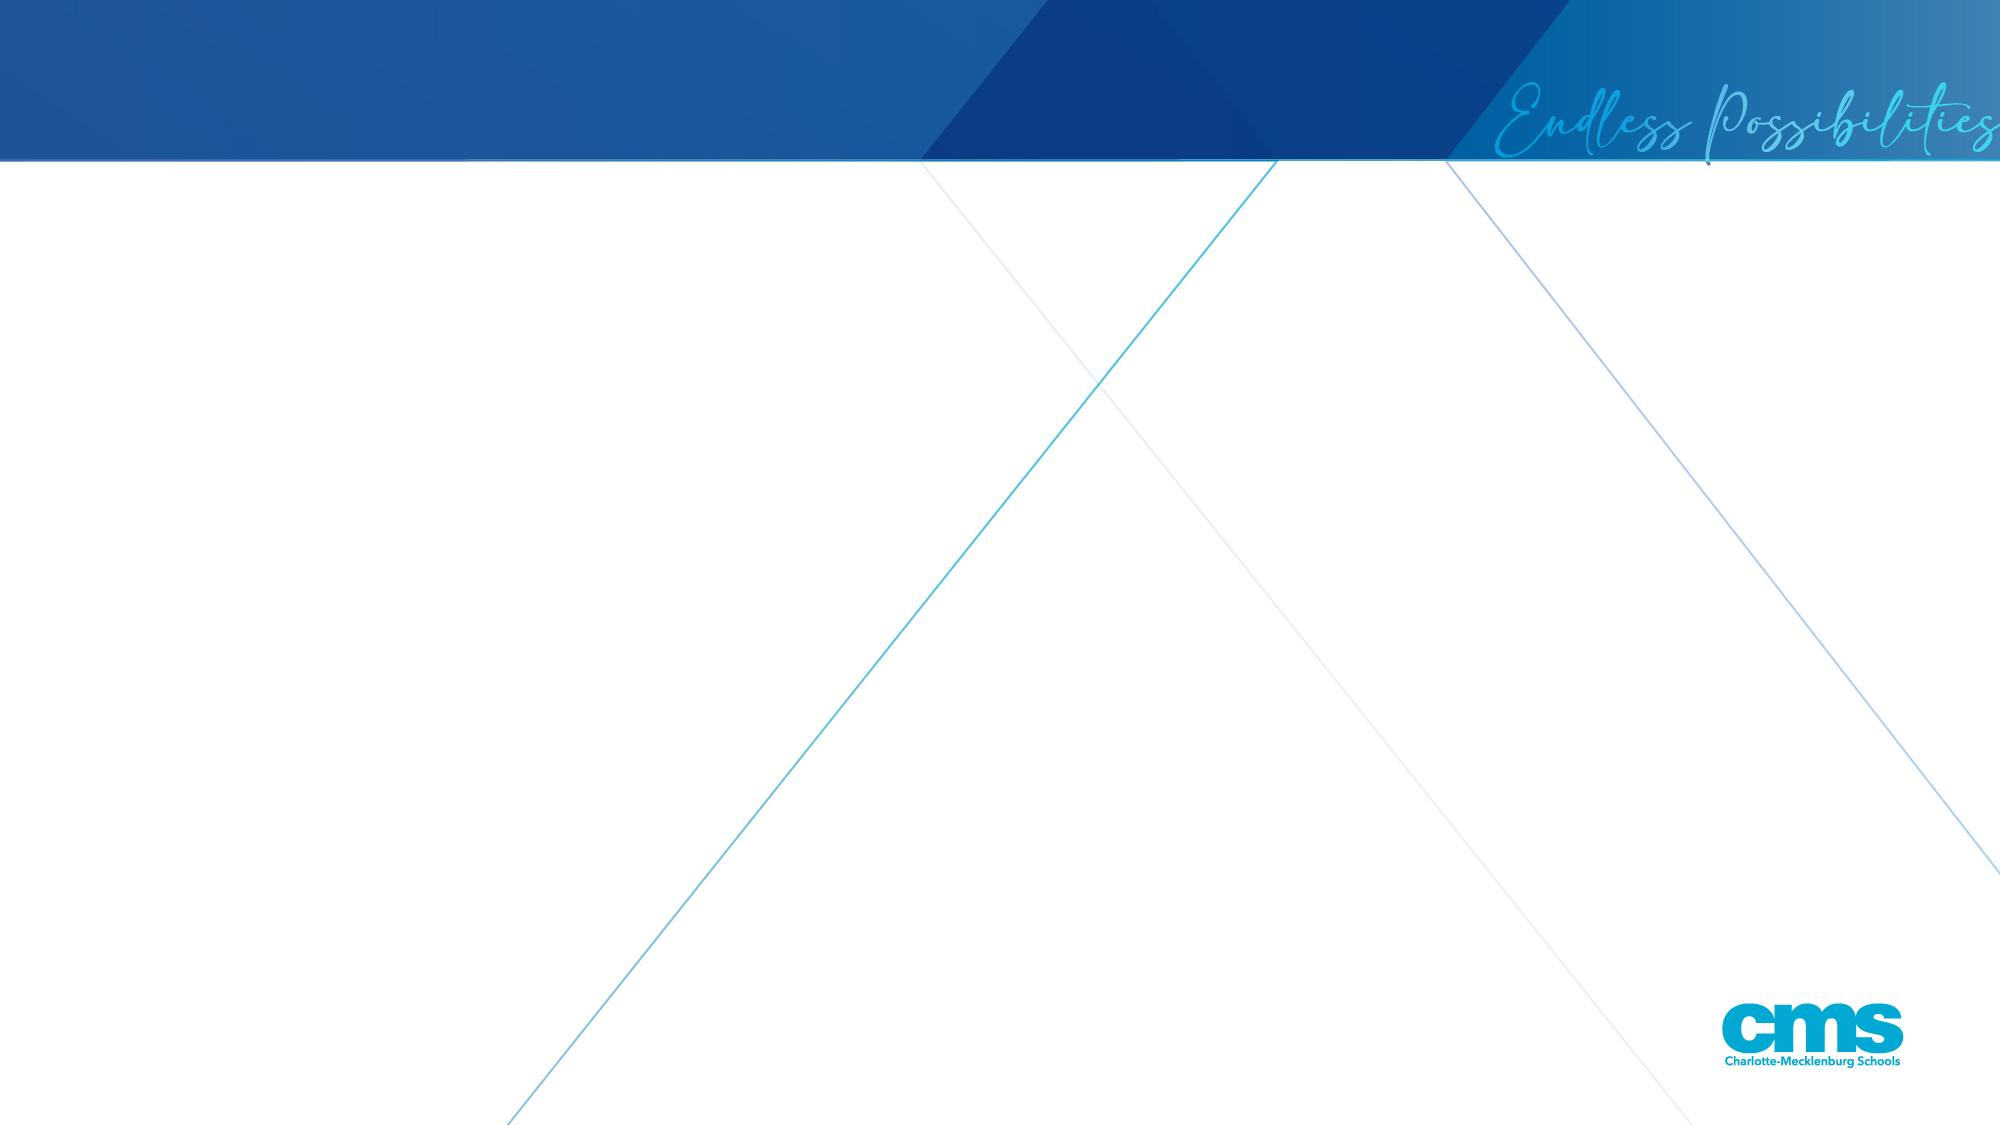 Endless Possibilities
cms
Charlotte-Mecklenburg Schools